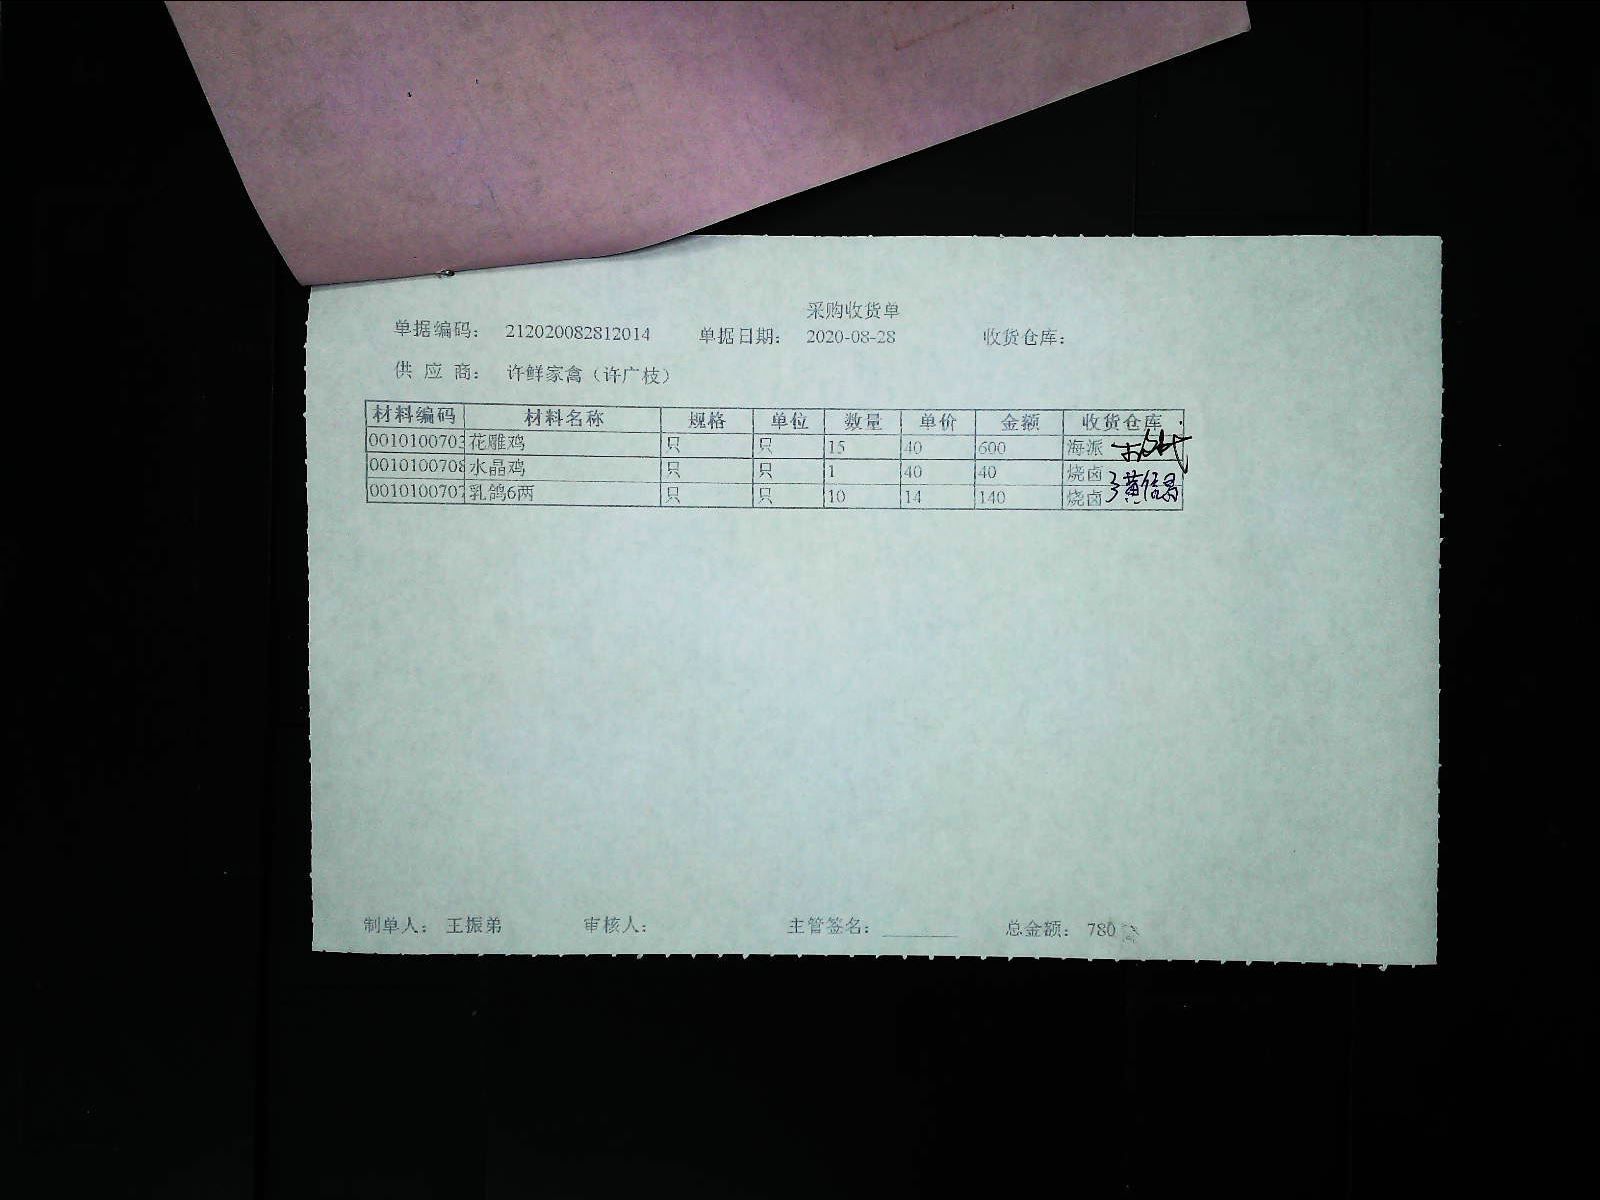 采购收货单
单据编码： 212020082812014 单据日期： 2020-08-28 收货仓库：
供 应 商： 许鲜家禽（许广枝）
材料编码 材料名称 规格 单位 数量 单价 金额 收货仓库
0010100703 花雕鸡 只 只 15 40 600 海派
0010100708 水晶鸡 只 只 1 40 40 烧卤
0010100707 乳鸽6两 只 只 10 14 140 烧卤
制单人： 王振弟 审核人： 主管签名： 总金额： 780